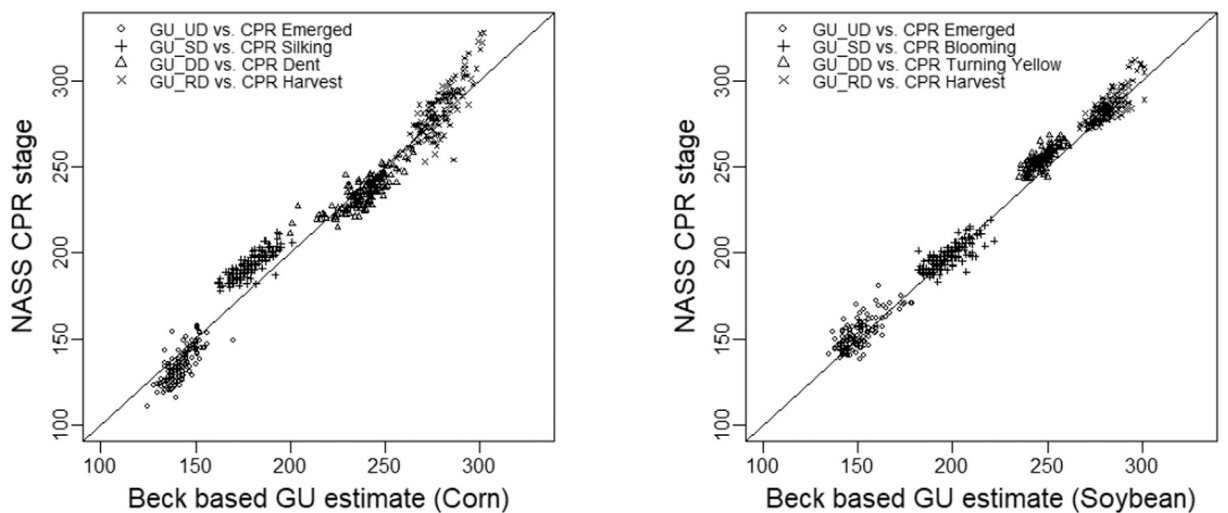 GU_UD vs. CPR Emerged
GU_SD vs. CPR Silking
GU_DD vs. CPR Dent
GU_RD vs. CPR Harvest
NASS CPR stage
300
250
200
150
100
100 150 200 250 300
Beck based GU estimate (Corn)
GU_UD vs. CPR Emerged
GU_SD vs. CPR Blooming
GU_DD vs. CPR Turning Yellow
GU_RD vs. CPR Harvest
NASS CPR stage
300
250
200
150
100
100 150 200 250 300
Beck based GU estimate (Soybean)